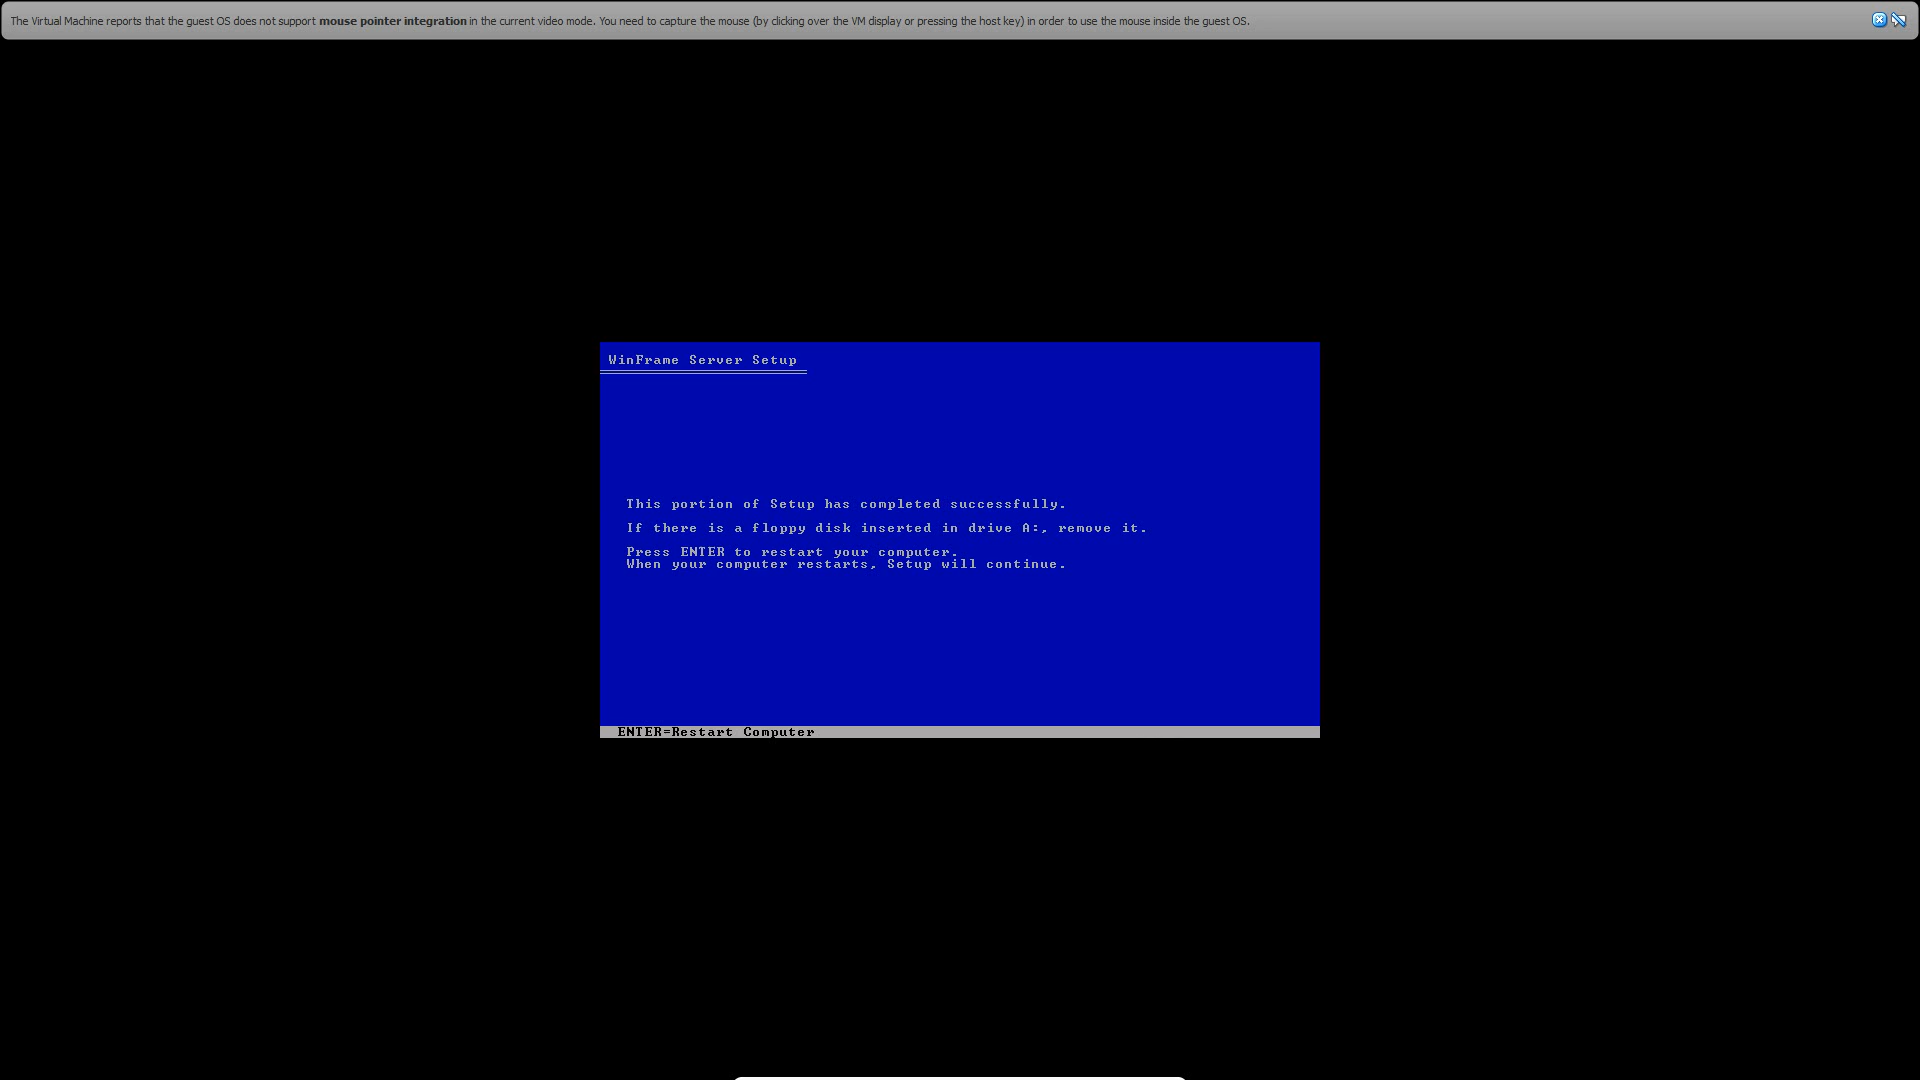 The Virtual Machine reports that the guest OS does not support mouse pointer integration in the current video mode. You need to capture the mouse (by clicking over the VM display or pressing the host key) in order to use the mouse inside the guest OS.
WinFrame Server Setup
This portion of Setup has completed successfully.
If there is a floppy disk inserted in drive A:, remove it.
Press ENTER to restart your computer.
When your computer restarts, Setup will continue.
ENTER=Restart Computer